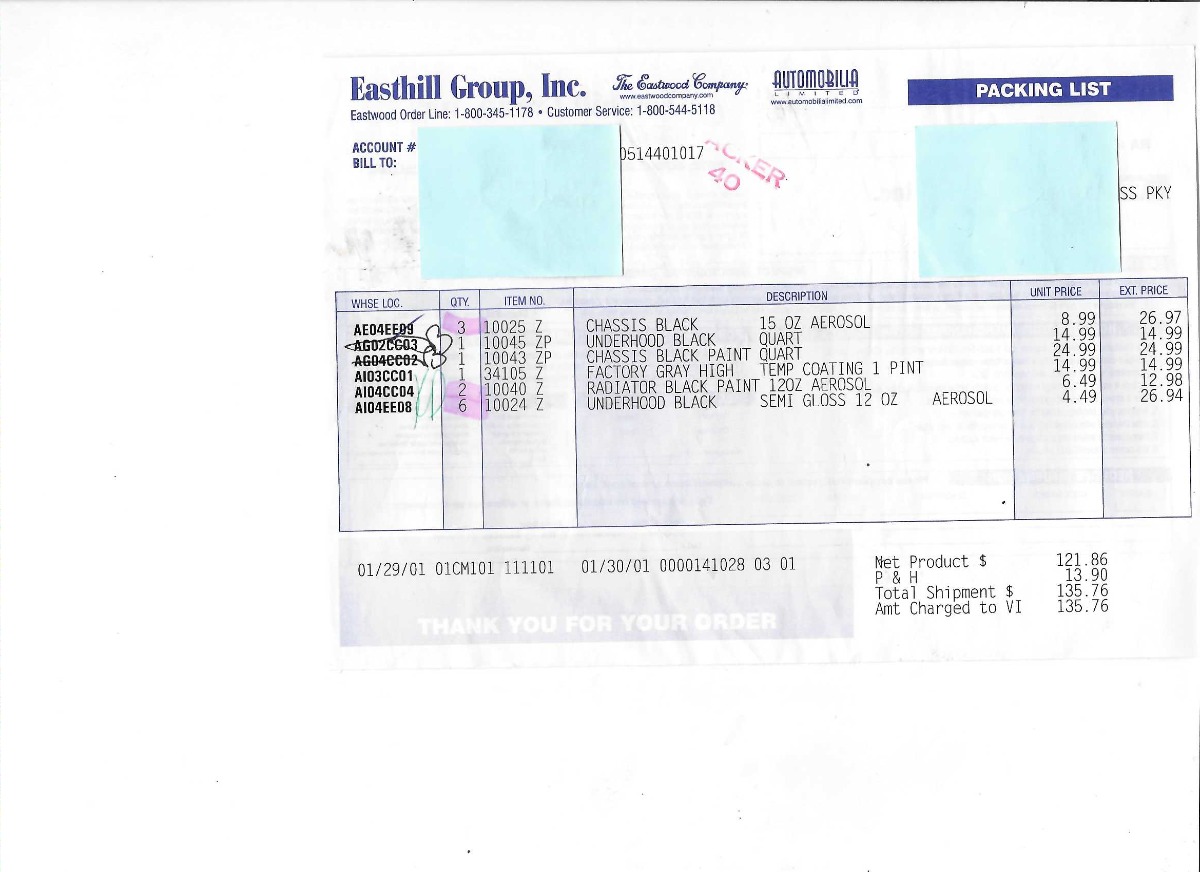 Easthill Group, Inc. The Eastwood Company® AUTOMOBILIA LIMITED PACKING LIST
www.eastwoodcompany.com www.automobilialimited.com
Eastwood Order Line: 1-800-345-1178 • Customer Service: 1-800-544-5118
ACCOUNT # 0514401017
BILL TO:
40
SS PKY
WHSE LOC. QTY. ITEM NO. DESCRIPTION UNIT PRICE EXT. PRICE
AE04EE09 3 10025 Z CHASSIS BLACK 15 OZ AEROSOL 8.99 26.97
AG02CC03 1 10045 ZP UNDERHOOD BLACK QUART 14.99 14.99
AG04CC02 1 10043 ZP CHASSIS BLACK PAINT QUART 24.99 24.99
AI03CC01 1 34105 Z FACTORY GRAY HIGH TEMP COATING 1 PINT 14.99 14.99
AI04CC04 2 10040 Z RADIATOR BLACK PAINT 12OZ AEROSOL 6.49 12.98
AI04EE08 6 10024 Z UNDERHOOD BLACK SEMI GLOSS 12 OZ AEROSOL 4.49 26.94
01/29/01 01CM101 111101 01/30/01 0000141028 03 01
Net Product $ 121.86
P & H 13.90
Total Shipment $ 135.76
Amt Charged to VI 135.76
THANK YOU FOR YOUR ORDER